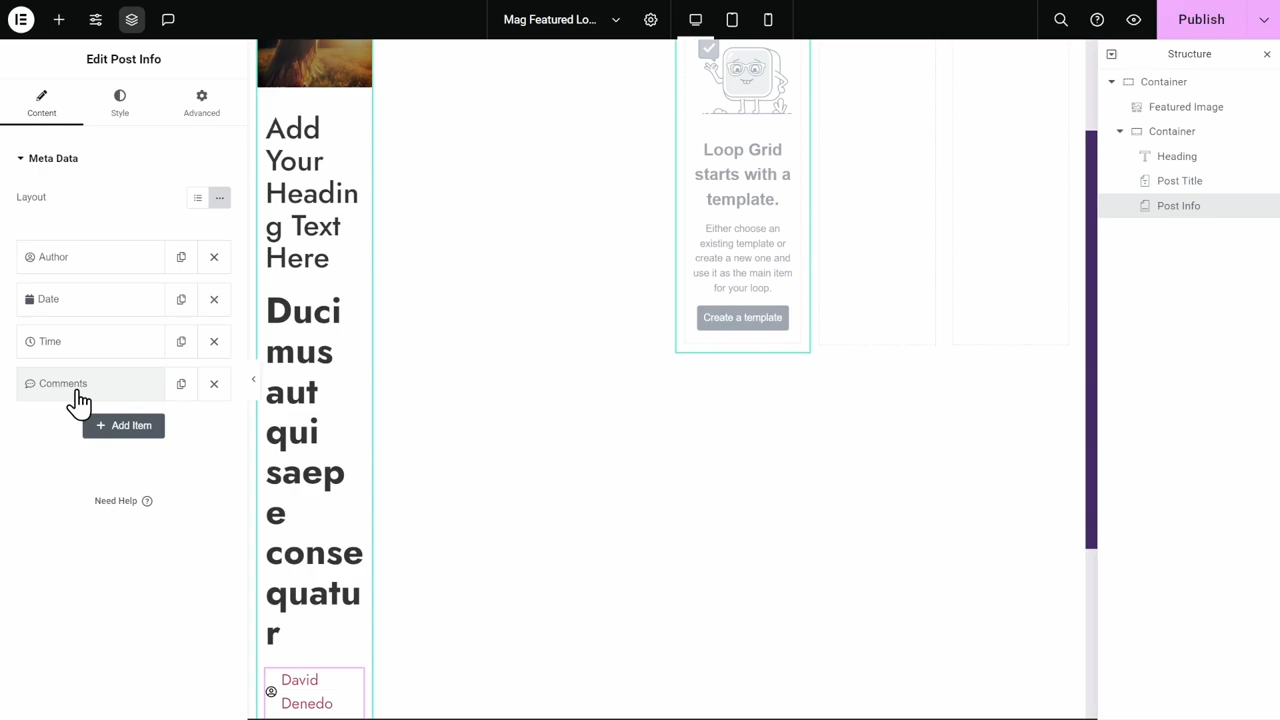 Mag Featured Lo...
Publish
Edit Post Info
Content
Style
Advanced
Meta Data
Layout
Author
Date
Time
Comments
+ Add Item
Need Help
Add
Your
Headin
g Text
Here
Duci
mus
aut
qui
saep
e
conse
quatu
r
David
Denedo
Loop Grid
starts with a
template.
Either choose an
existing template or
create a new one and
use it as the main item
for your loop.
Create a template
Structure
Container
Featured Image
Container
Heading
Post Title
Post Info